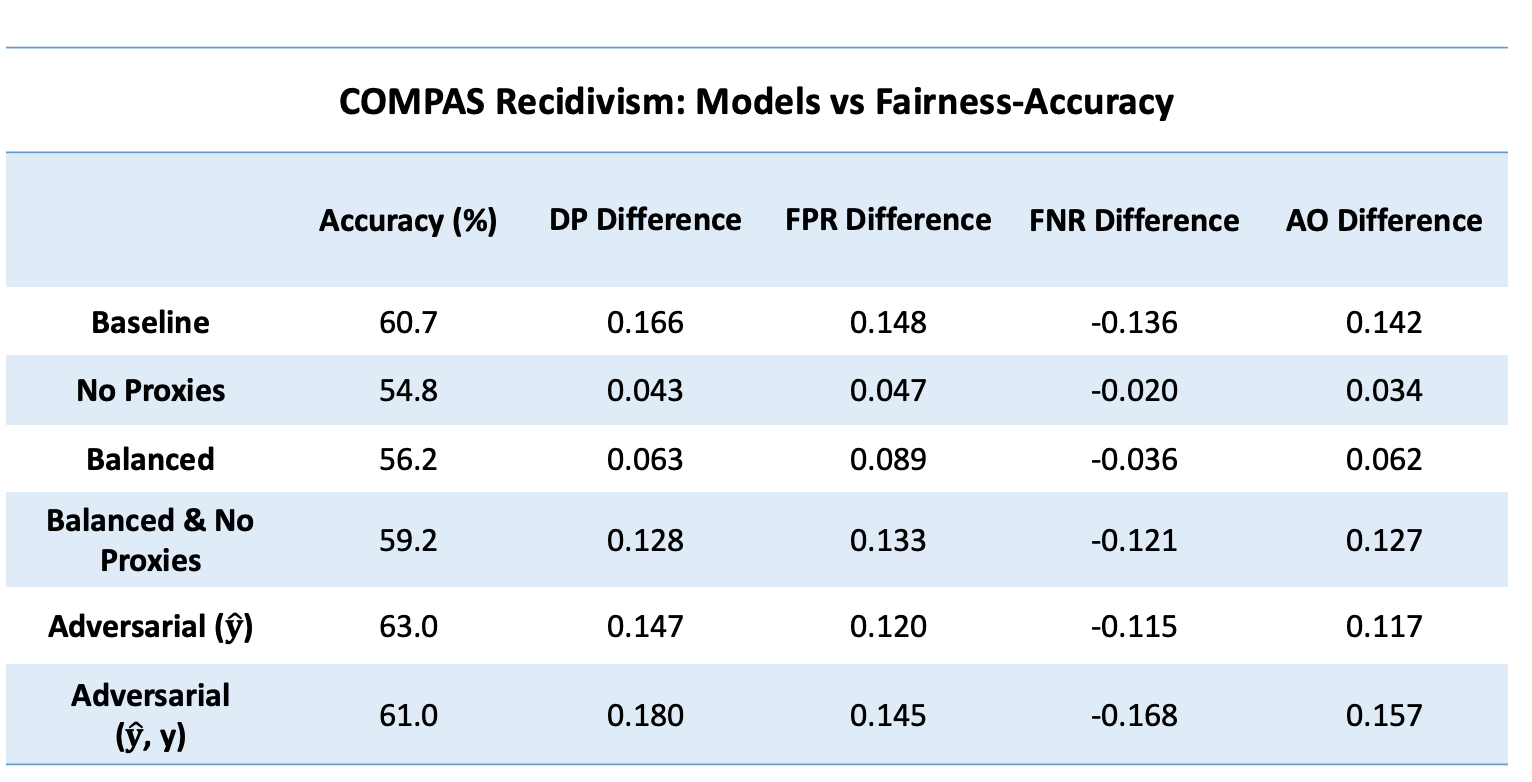 COMPAS Recidivism: Models vs Fairness-Accuracy
Accuracy (%) DP Difference FPR Difference FNR Difference AO Difference
Baseline 60.7 0.166 0.148 -0.136 0.142
No Proxies 54.8 0.043 0.047 -0.020 0.034
Balanced 56.2 0.063 0.089 -0.036 0.062
Balanced & No
Proxies 59.2 0.128 0.133 -0.121 0.127
Adversarial (ŷ) 63.0 0.147 0.120 -0.115 0.117
Adversarial
(ŷ, y) 61.0 0.180 0.145 -0.168 0.157